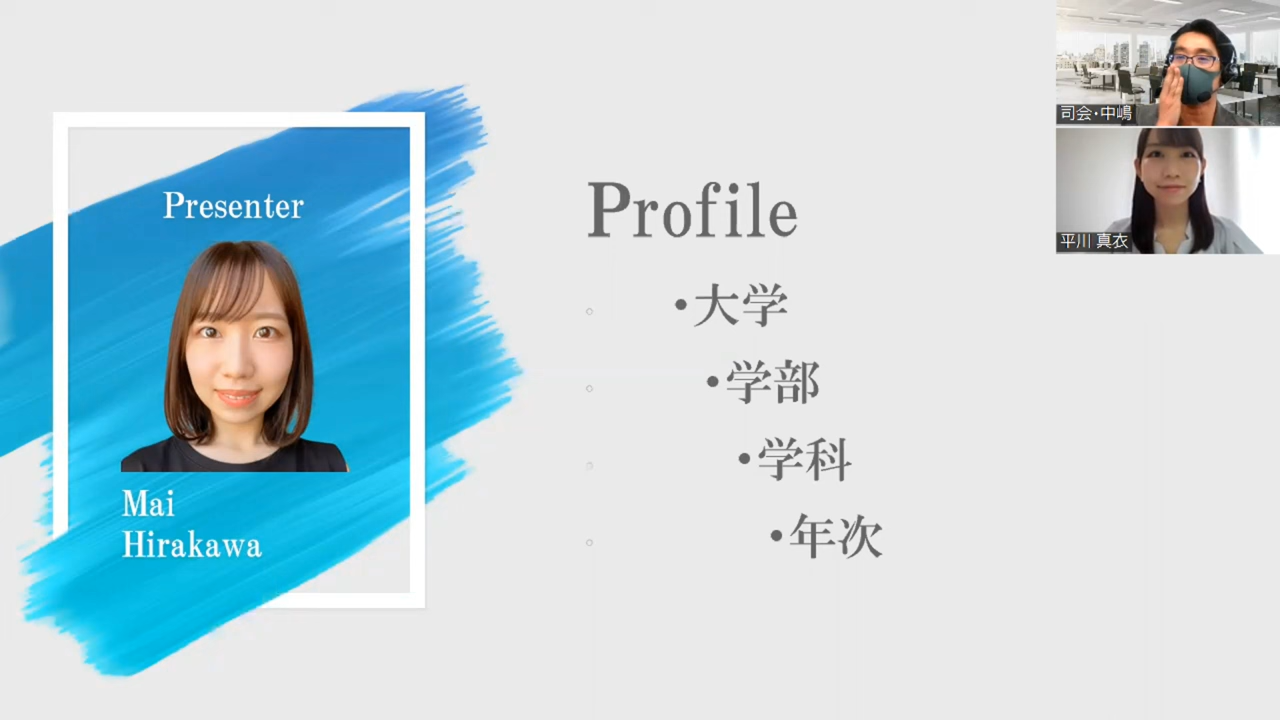 Presenter
Mai
Hirakawa
Profile
•大学
•学部
•学科
•年次
司会・中嶋
平川 真衣